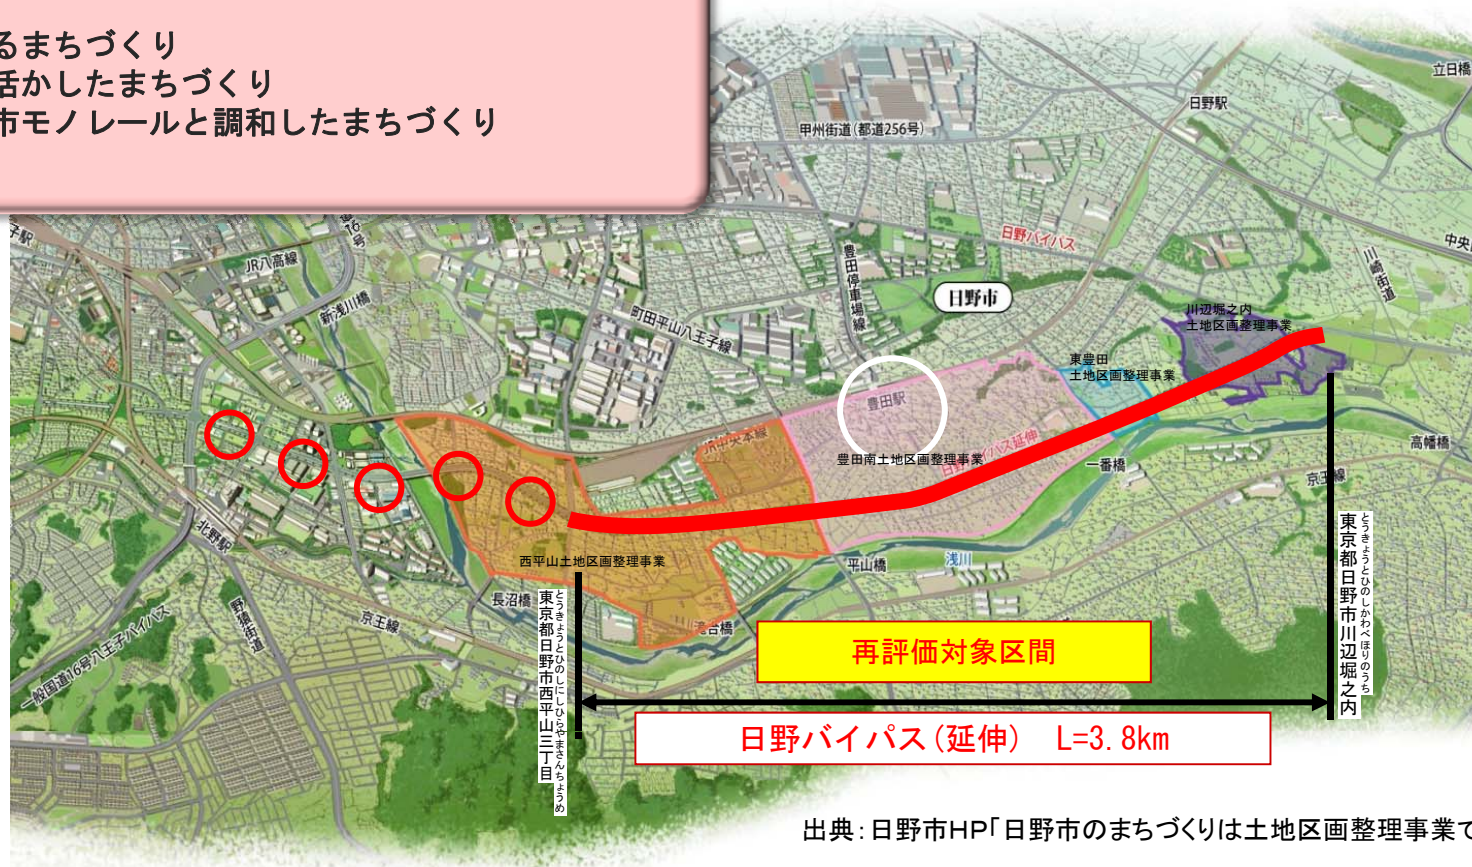 るまちづくり
活かしたまちづくり
市モノレールと調和したまちづくり
立日橋
日野駅
甲州街道(都道256号)
子駅
16号
JR八高線
新浅川橋
日野バイパス
中央
川崎街道
豊田停車場線
日野市
町田平山八王子線
川辺堀之内
土地区画整理事業
東豊田
土地区画整理事業
豊田駅
JR中央本線
日野バイパス延伸
豊田南土地区画整理事業
一番橋
高幡橋
京王線
北野駅
西平山土地区画整理事業
平山橋
浅川
長沼橋
滝合橋
野猿街道
京王線
一般国道16号八王子バイパス
とうきょうとひのしにしひらやまさんちょうめ
東京都日野市西平山三丁目
とうきょうとひのしかわべほりのうち
東京都日野市川辺堀之内
再評価対象区間
日野バイパス(延伸) L=3.8km
出典:日野市HP「日野市のまちづくりは土地区画整理事業で